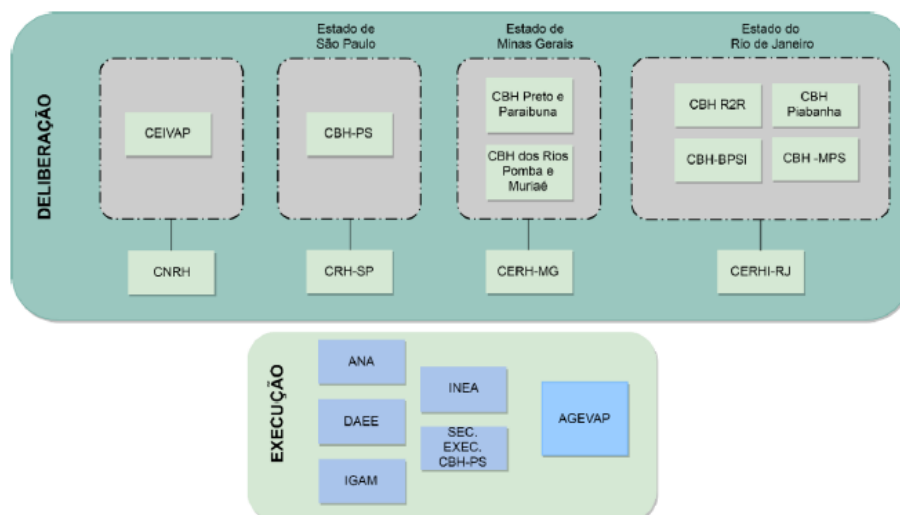 DELIBERAÇÃO
Estado de
São Paulo
Estado de
Minas Gerais
Estado do
Rio de Janeiro
CEIVAP
CBH-PS
CBH Preto e
Paraibuna
CBH dos Rios
Pomba e
Muriaé
CBH R2R
CBH
Piabanha
CBH-BPSI
CBH -MPS
CNRH
CRH-SP
CERH-MG
CERHI-RJ
EXECUÇÃO
ANA
DAEE
IGAM
INEA
SEC.
EXEC.
CBH-PS
AGEVAP